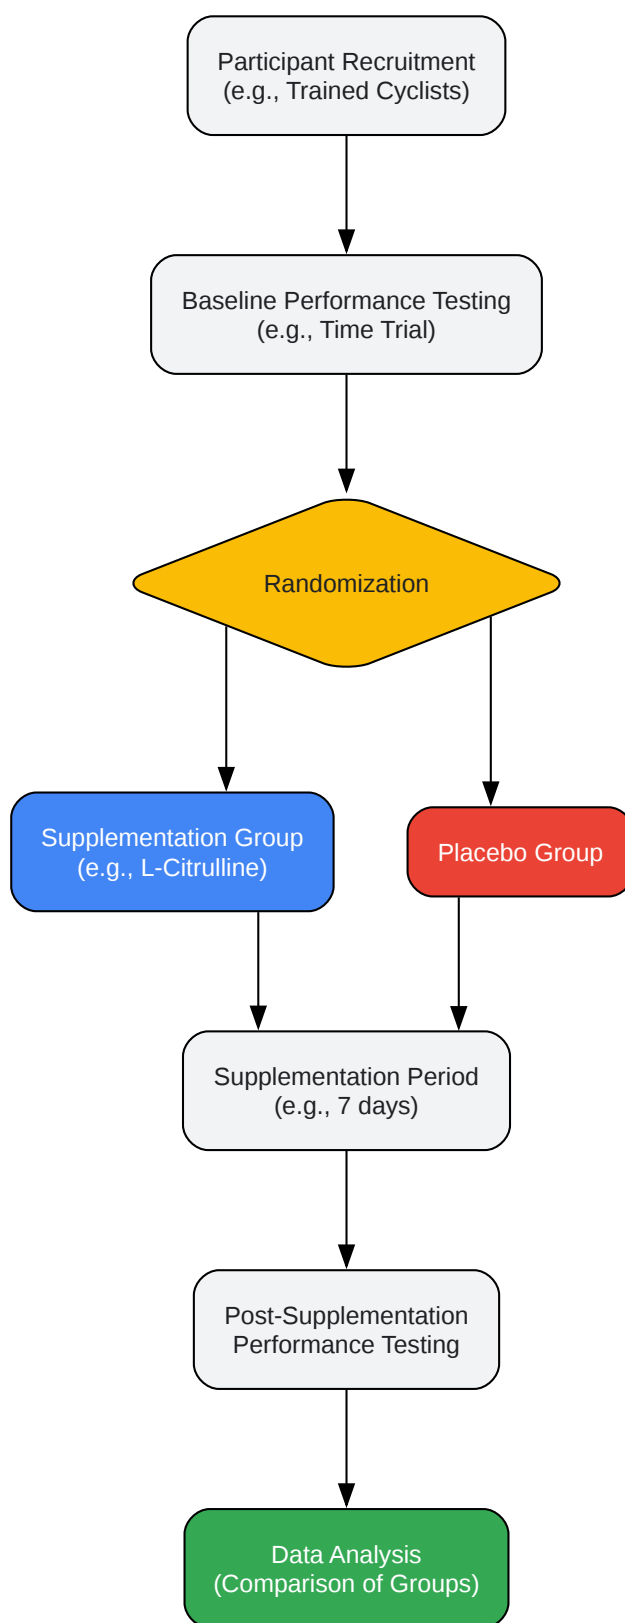 Participant Recruitment
(e.g., Trained Cyclists)
Baseline Performance Testing
(e.g., Time Trial)
Randomization
Supplementation Group
(e.g., L-Citrulline)
Placebo Group
Supplementation Period
(e.g., 7 days)
Post-Supplementation
Performance Testing
Data Analysis
(Comparison of Groups)